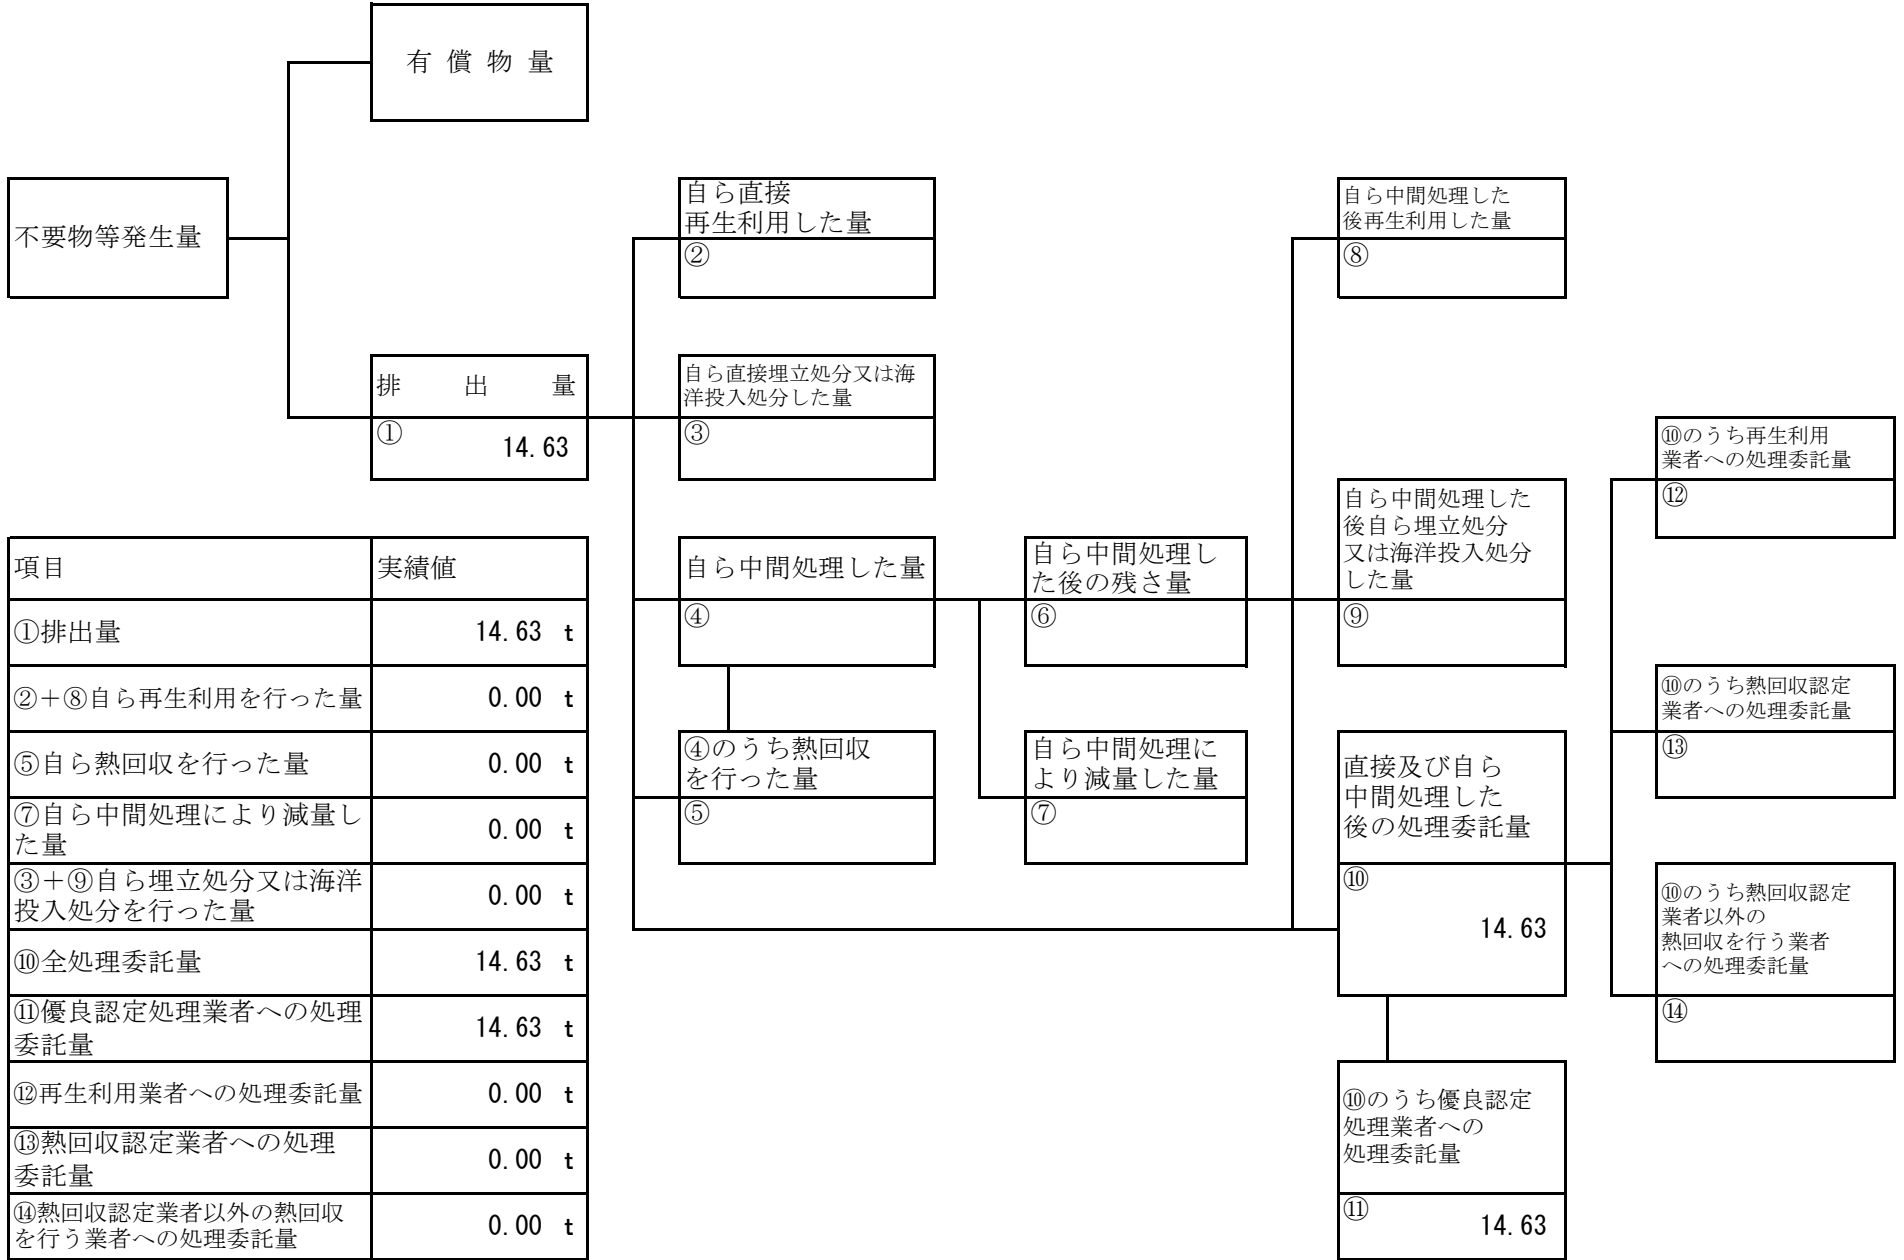 有償物量
不要物等発生量
排出量
①
14.63
自ら直接
再生利用した量
②
自ら直接埋立処分又は海
洋投入処分した量
③
自ら中間処理した量
④
④のうち熱回収
を行った量
⑤
自ら中間処理し
た後の残さ量
⑥
自ら中間処理に
より減量した量
⑦
自ら中間処理した
後再生利用した量
⑧
自ら中間処理した
後自ら埋立処分
又は海洋投入処分
した量
⑨
直接及び自ら
中間処理した
後の処理委託量
⑩
14.63
⑩のうち優良認定
処理業者への
処理委託量
⑪
14.63
⑩のうち再生利用
業者への処理委託量
⑫
⑩のうち熱回収認定
業者への処理委託量
⑬
⑩のうち熱回収認定
業者以外の
熱回収を行う業者
への処理委託量
⑭
項目 実績値
①排出量 14.63 t
②+⑧自ら再生利用を行った量 0.00 t
⑤自ら熱回収を行った量 0.00 t
⑦自ら中間処理により減量し
た量 0.00 t
③+⑨自ら埋立処分又は海洋
投入処分を行った量 0.00 t
⑩全処理委託量 14.63 t
⑪優良認定処理業者への処理
委託量 14.63 t
⑫再生利用業者への処理委託量 0.00 t
⑬熱回収認定業者への処理
委託量 0.00 t
⑭熱回収認定業者以外の熱回収
を行う業者への処理委託量 0.00 t